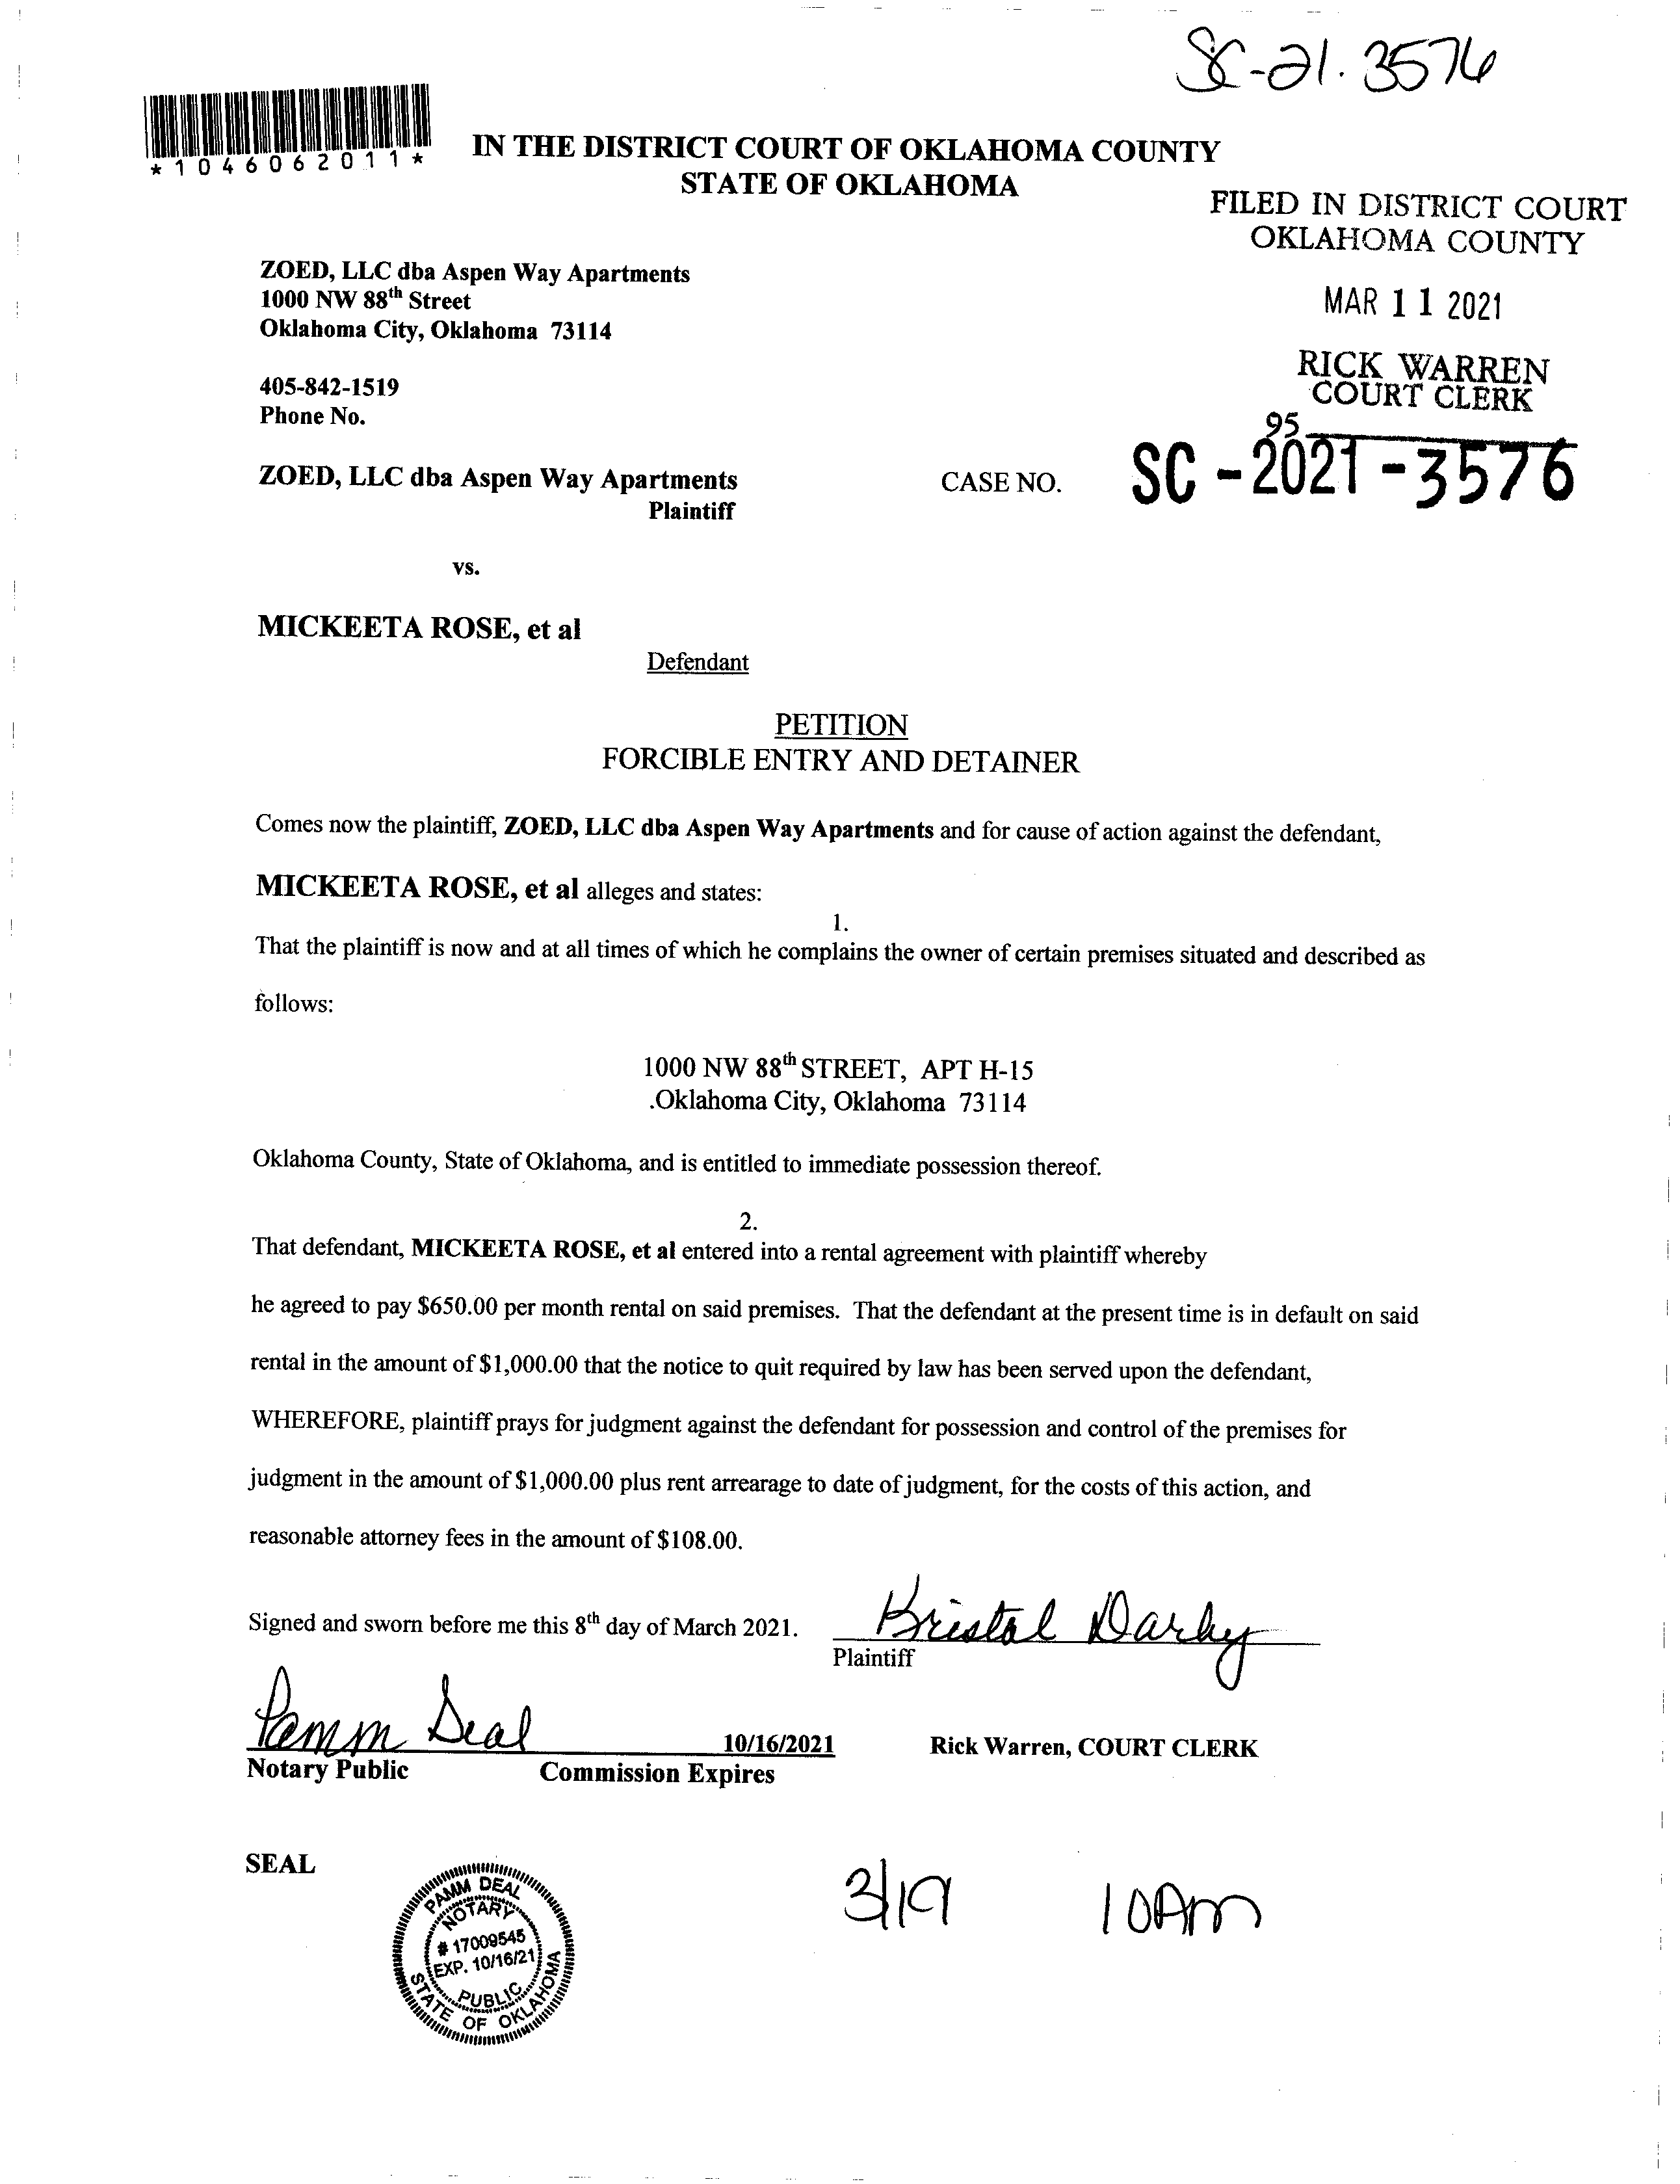 SC-21.3576
*1046062011*
IN THE DISTRICT COURT OF OKLAHOMA COUNTY
STATE OF OKLAHOMA
FILED IN DISTRICT COURT
OKLAHOMA COUNTY
MAR 11 2021
RICK WARREN
COURT CLERK
95
ZOED, LLC dba Aspen Way Apartments
1000 NW 88th Street
Oklahoma City, Oklahoma 73114
405-842-1519
Phone No.
ZOED, LLC dba Aspen Way Apartments
Plaintiff
CASE NO. SC-2021-3576
vs.
MICKEETA ROSE, et al
Defendant
PETITION
FORCIBLE ENTRY AND DETAINER
Comes now the plaintiff, ZOED, LLC dba Aspen Way Apartments and for cause of action against the defendant,
MICKEETA ROSE, et al alleges and states:
1.
That the plaintiff is now and at all times of which he complains the owner of certain premises situated and described as
follows:
1000 NW 88th STREET, APT H-15
.Oklahoma City, Oklahoma 73114
Oklahoma County, State of Oklahoma, and is entitled to immediate possession thereof.
2.
That defendant, MICKEETA ROSE, et al entered into a rental agreement with plaintiff whereby
he agreed to pay $650.00 per month rental on said premises. That the defendant at the present time is in default on said
rental in the amount of $1,000.00 that the notice to quit required by law has been served upon the defendant,
WHEREFORE, plaintiff prays for judgment against the defendant for possession and control of the premises for
judgment in the amount of $1,000.00 plus rent arrearage to date of judgment, for the costs of this action, and
reasonable attorney fees in the amount of $108.00.
Signed and sworn before me this 8th day of March 2021.
Kristal Darby
Plaintiff
Pamm Deal
10/16/2021
Rick Warren, COURT CLERK
Notary Public Commission Expires
SEAL
PAMM DEAL
NOTARY
# 17009545
EXP. 10/16/21
PUBLIC
STATE OF OKLAHOMA
3/19 10Am